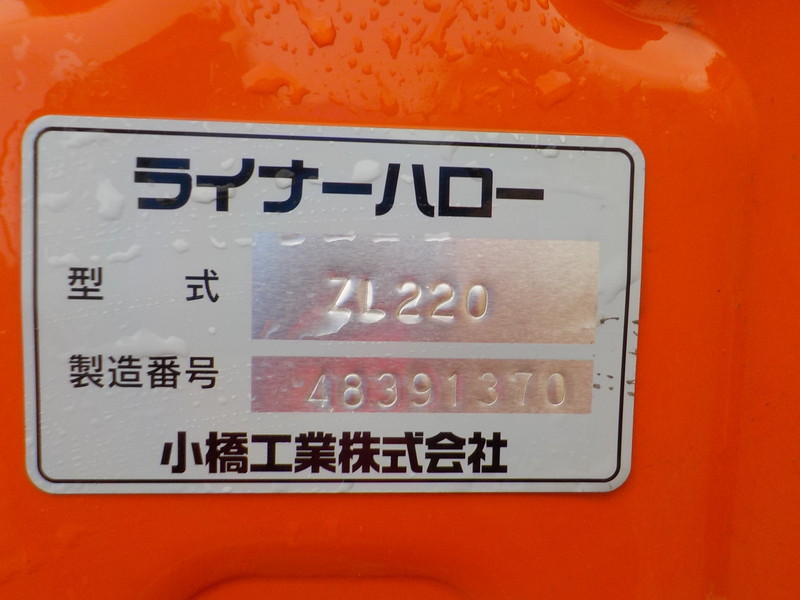 ライナーハロー
型式 ZL220
製造番号 48391370
小橋工業株式会社